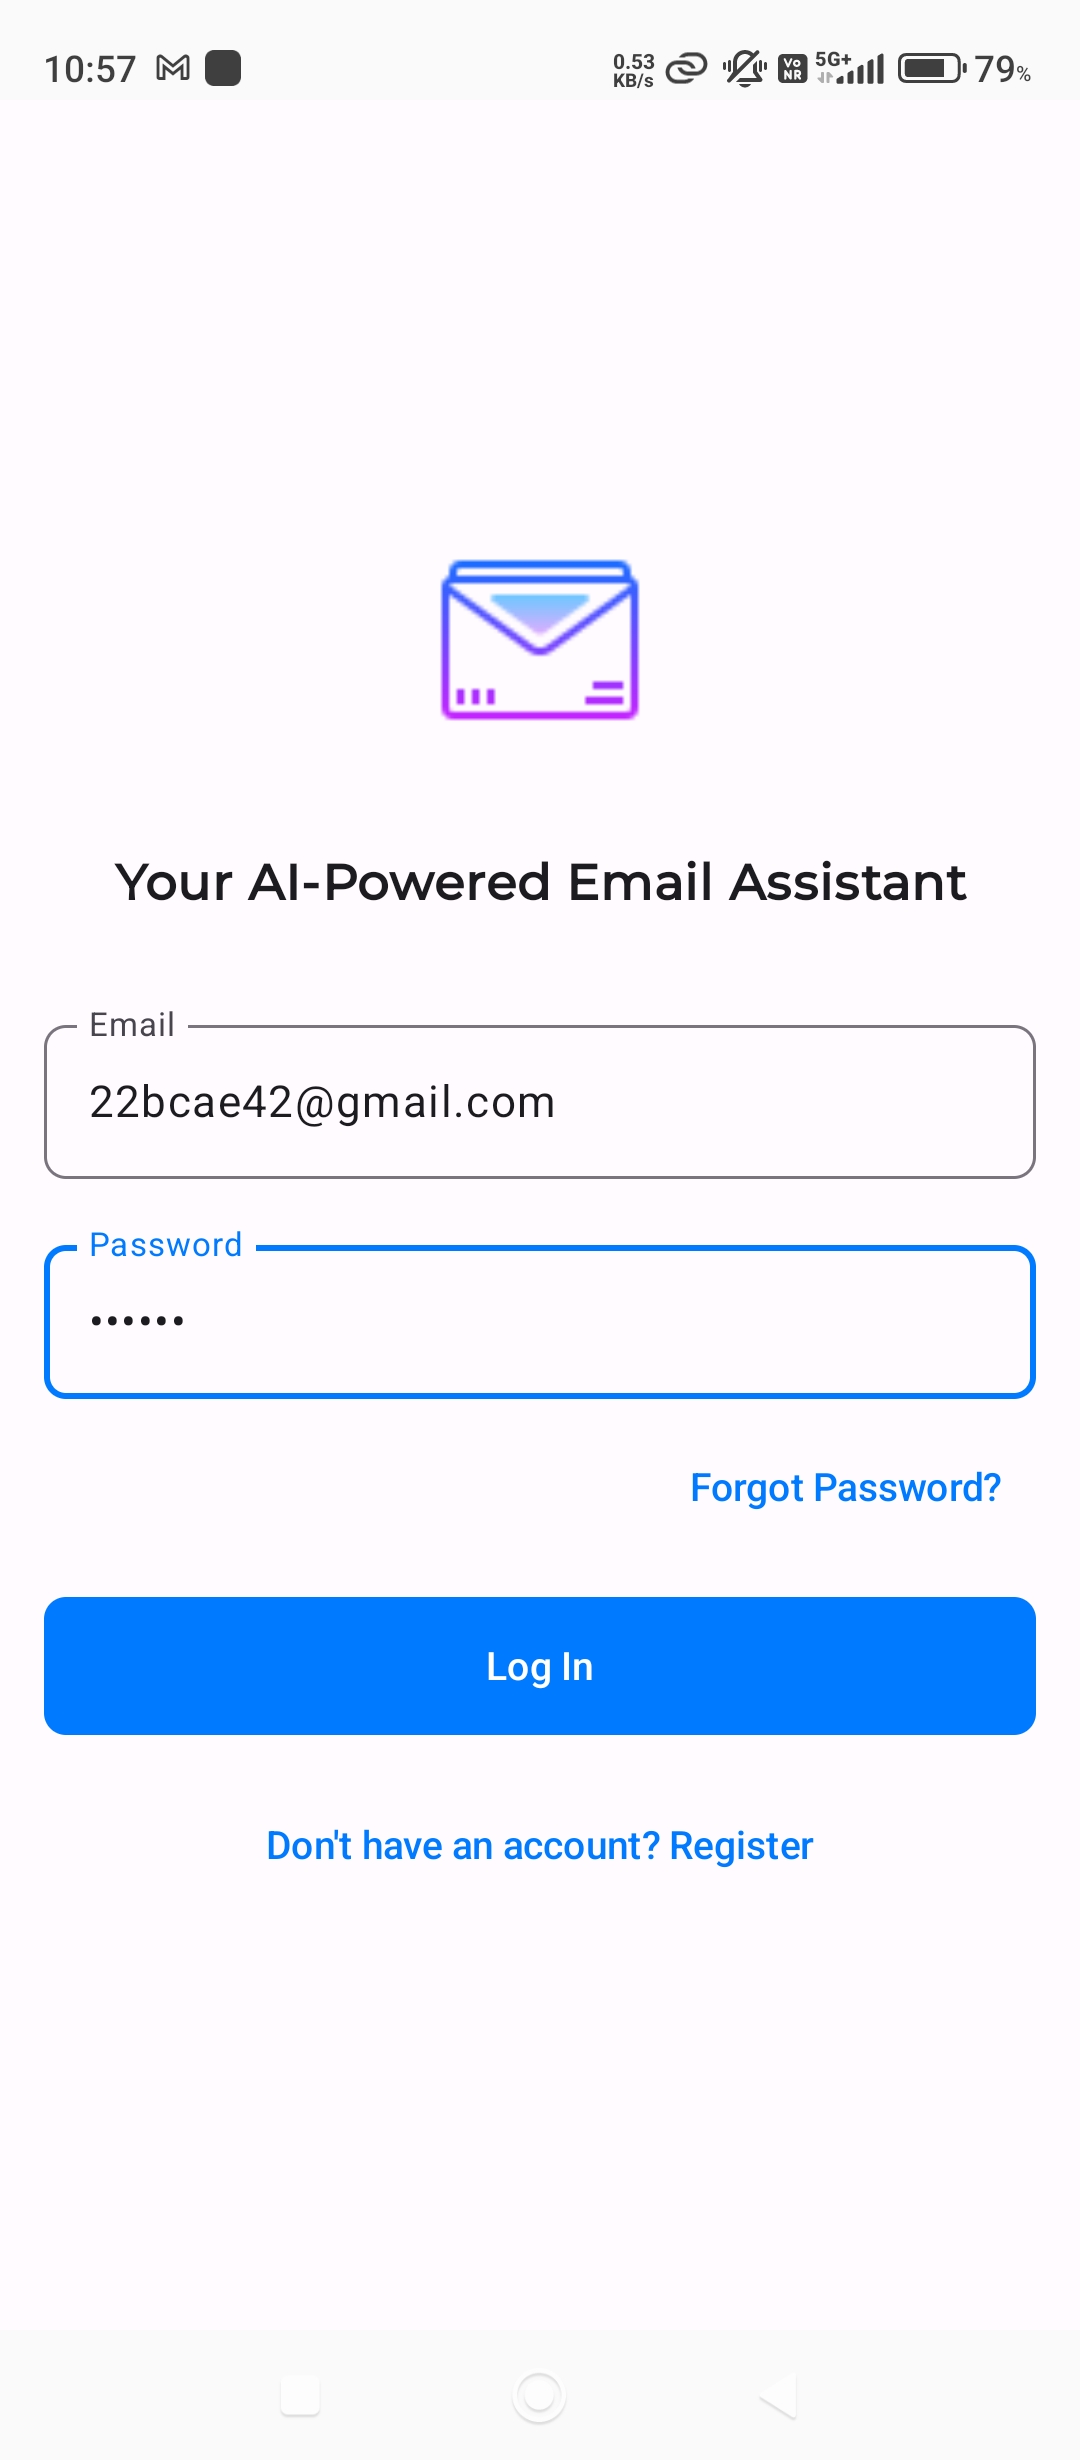 10:57
0.53 KB/s
Vo NR
5G+
79%
Your AI-Powered Email Assistant
Email
22bcae42@gmail.com
Password
••••••
Forgot Password?
Log In
Don't have an account? Register